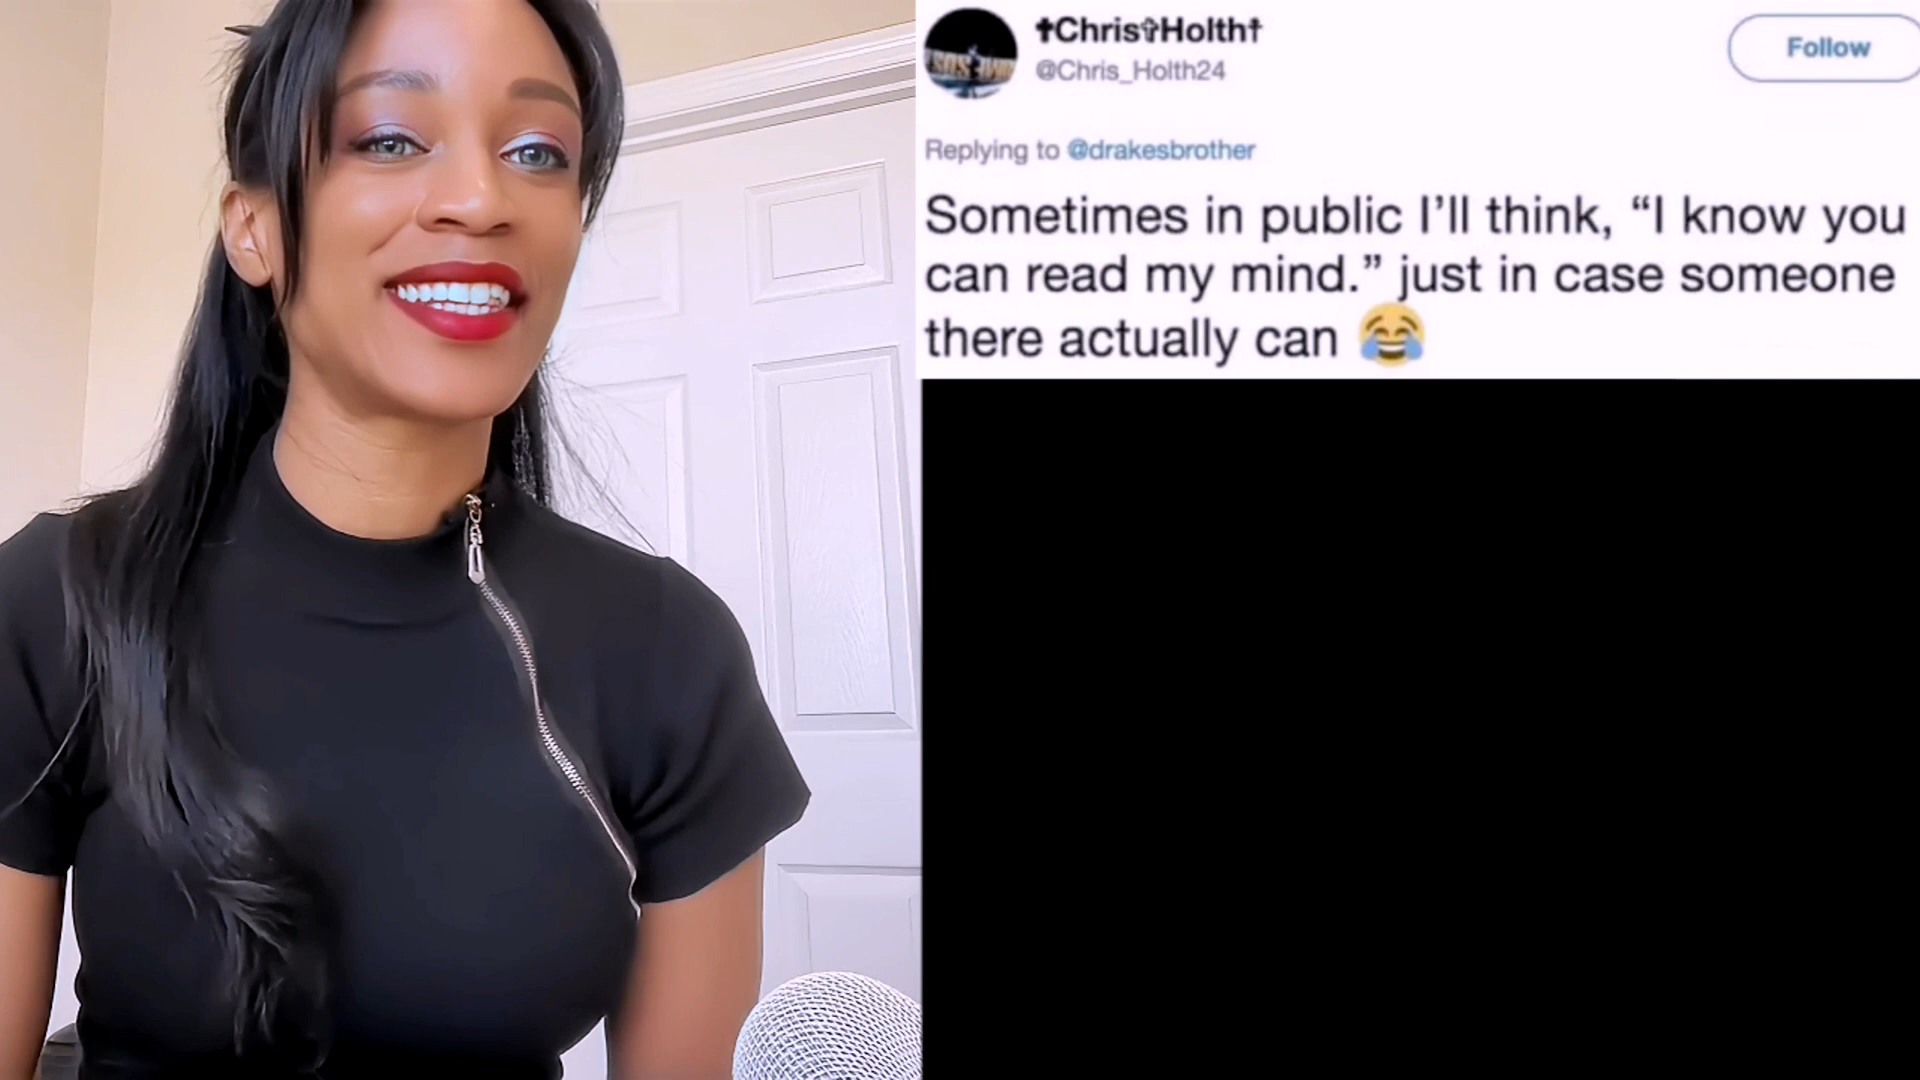 ✝Chris✞Holth✝
@Chris_Holth24
Follow
Replying to @drakesbrother
Sometimes in public I’ll think, “I know you
can read my mind.” just in case someone
there actually can 😂